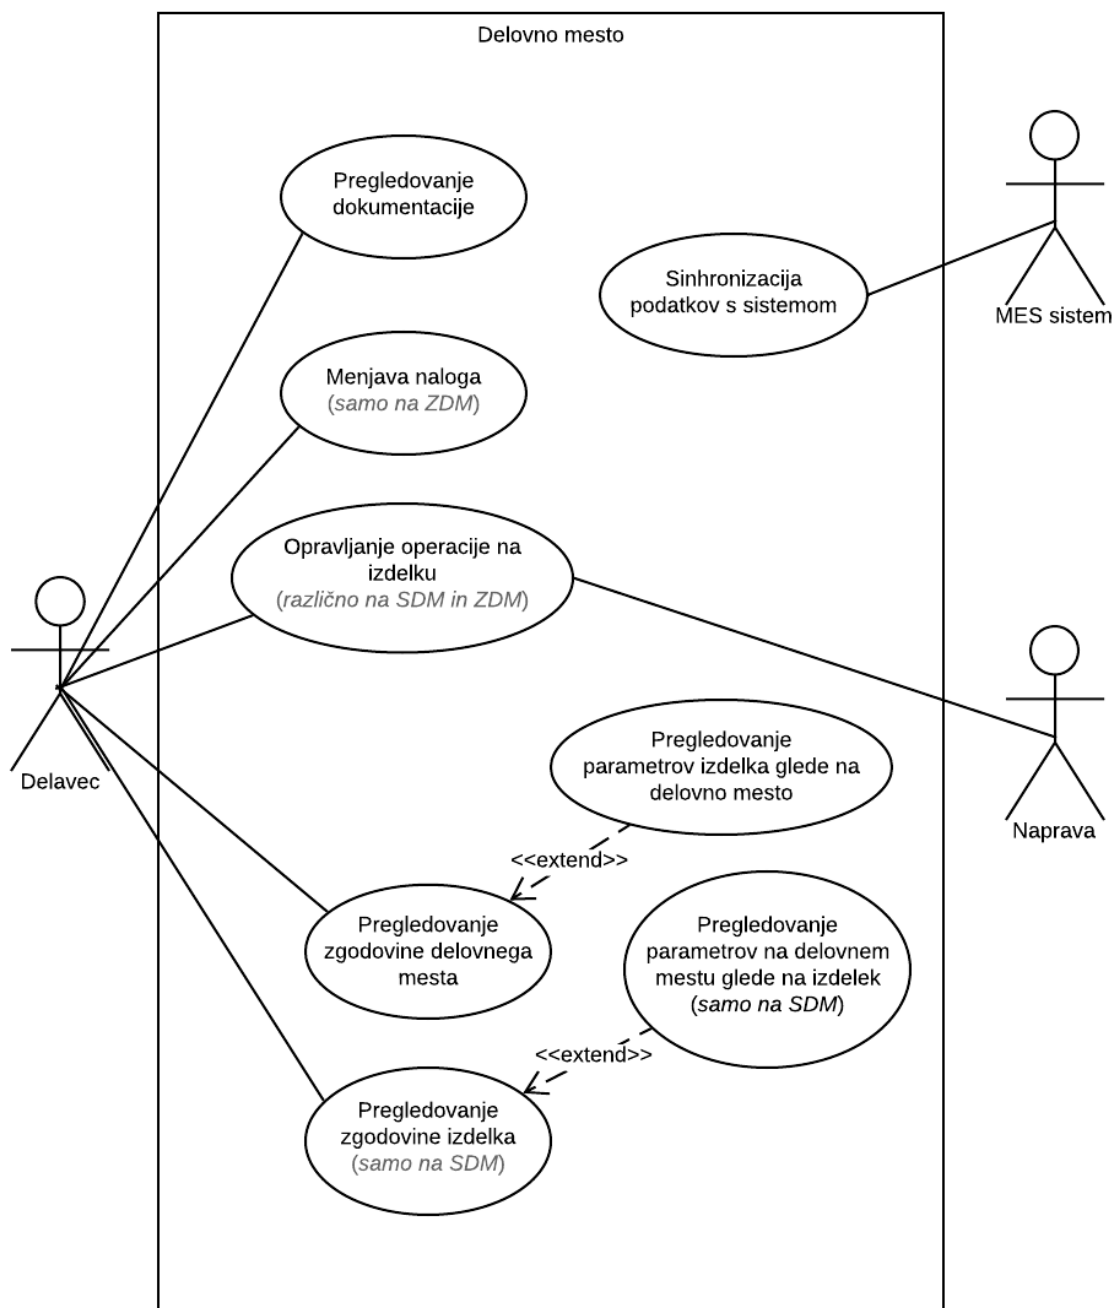 Delovno mesto
Pregledovanje
dokumentacije
Sinhronizacija
podatkov s sistemom
MES sistem
Menjava naloga
(samo na ZDM)
Opravljanje operacije na
izdelku
(različno na SDM in ZDM)
Delavec
Pregledovanje
parametrov izdelka glede na
delovno mesto
Naprava
<<extend>>
Pregledovanje
zgodovine delovnega
mesta
Pregledovanje
parametrov na delovnem
mestu glede na izdelek
(samo na SDM)
<<extend>>
Pregledovanje
zgodovine izdelka
(samo na SDM)